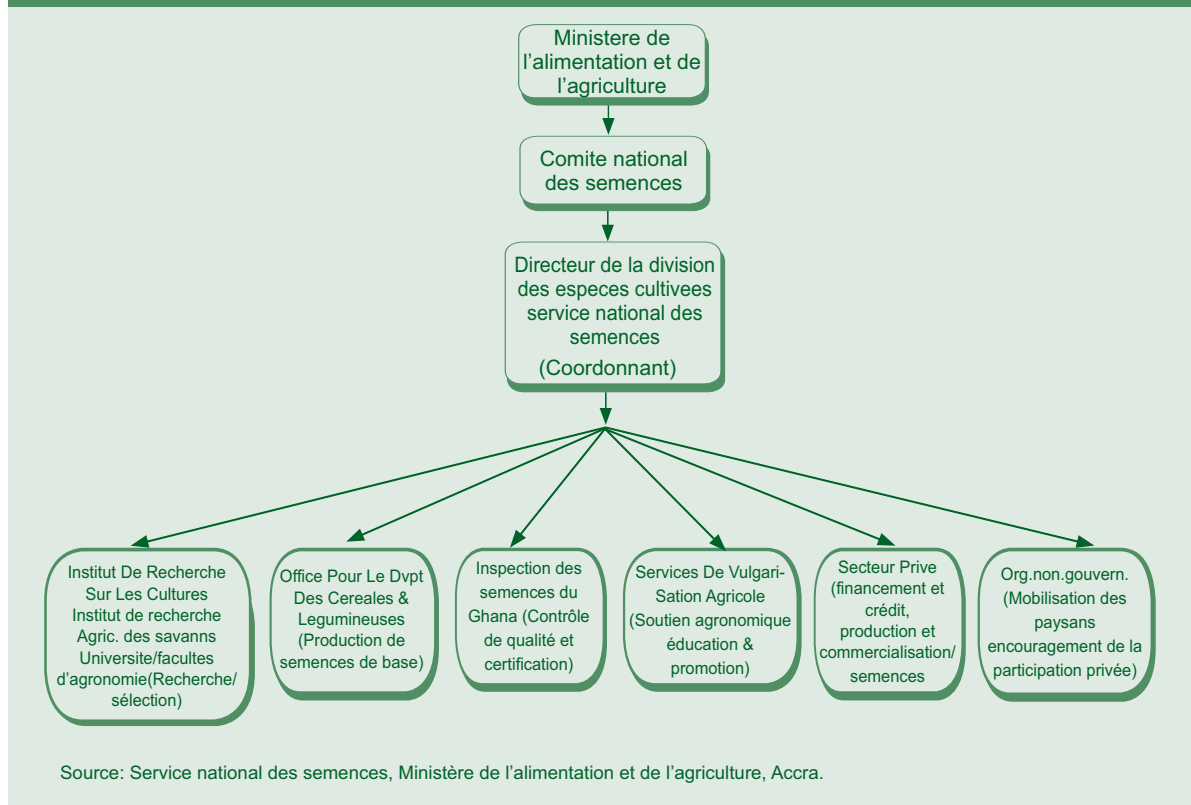 Ministere de
l'alimentation et de
l'agriculture
Comite national
des semences
Directeur de la division
des especes cultivees
service national des
semences
(Coordonnant)
Institut De Recherche
Sur Les Cultures
Institut de recherche
Agric. des savanns
Universite/facultes
d'agronomie(Recherche/
sélection)
Office Pour Le Dvpt
Des Cereales &
Legumineuses
(Production de
semences de base)
Inspection des
semences du
Ghana (Contrôle
de qualité et
certification)
Services De Vulgari-
Sation Agricole
(Soutien agronomique
éducation &
promotion)
Secteur Prive
(financement et
crédit,
production et
commercialisation/
semences
Org.non.gouvern.
(Mobilisation des
paysans
encouragement de la
participation privée)
Source: Service national des semences, Ministère de l'alimentation et de l'agriculture, Accra.